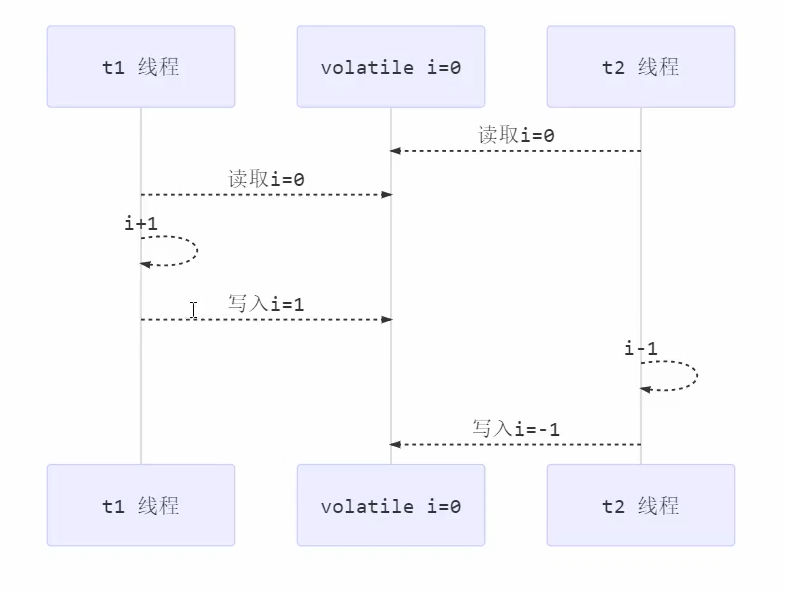 t1 线程
volatile i=0
t2 线程
读取i=0
读取i=0
i+1
写入i=1
i-1
写入i=-1
t1 线程
volatile i=0
t2 线程